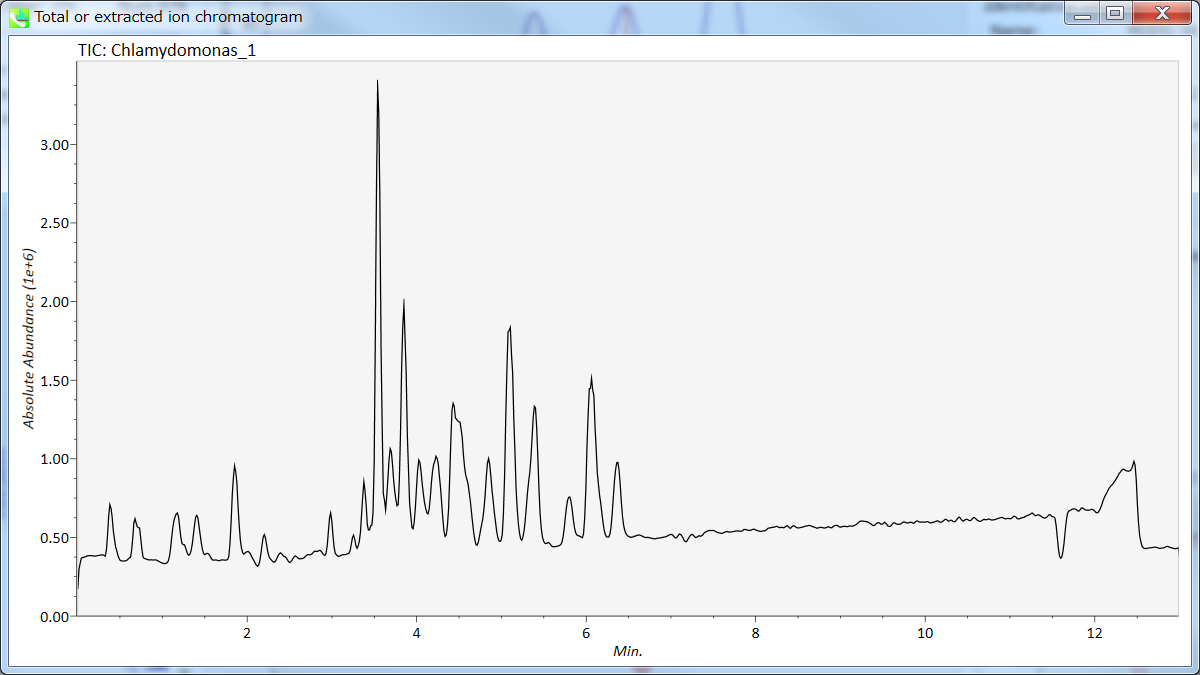 Total or extracted ion chromatogram
TIC: Chlamydomonas_1
3.00
2.50
2.00
1.50
1.00
0.50
0.00
Absolute Abundance (1e+6)
2 4 6 8 10 12
Min.